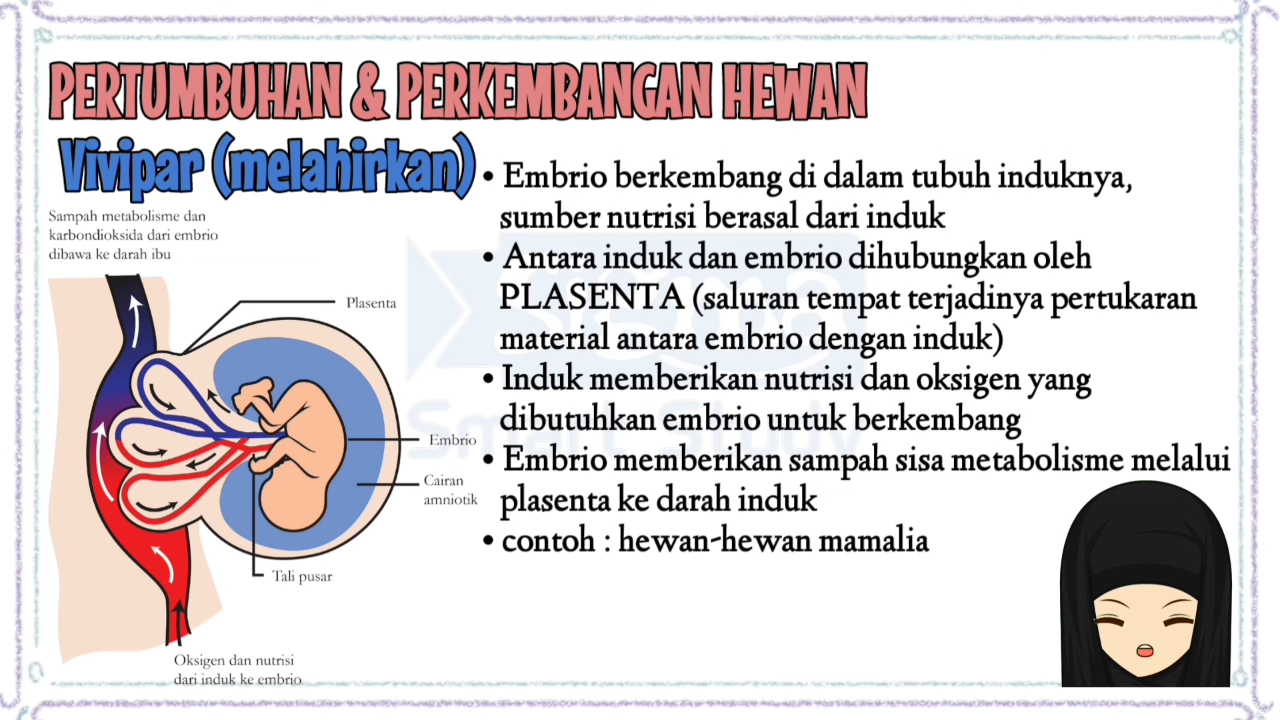 PERTUMBUHAN & PERKEMBANGAN HEWAN
Vivipar (melahirkan)
Sampah metabolisme dan
karbondioksida dari embrio
dibawa ke darah ibu
Plasenta
Embrio
Cairan
amniotik
Tali pusar
Oksigen dan nutrisi
dari induk ke embrio
• Embrio berkembang di dalam tubuh induknya,
sumber nutrisi berasal dari induk
• Antara induk dan embrio dihubungkan oleh
PLASENTA (saluran tempat terjadinya pertukaran
material antara embrio dengan induk)
• Induk memberikan nutrisi dan oksigen yang
dibutuhkan embrio untuk berkembang
• Embrio memberikan sampah sisa metabolisme melalui
plasenta ke darah induk
• contoh : hewan-hewan mamalia
Smart Study